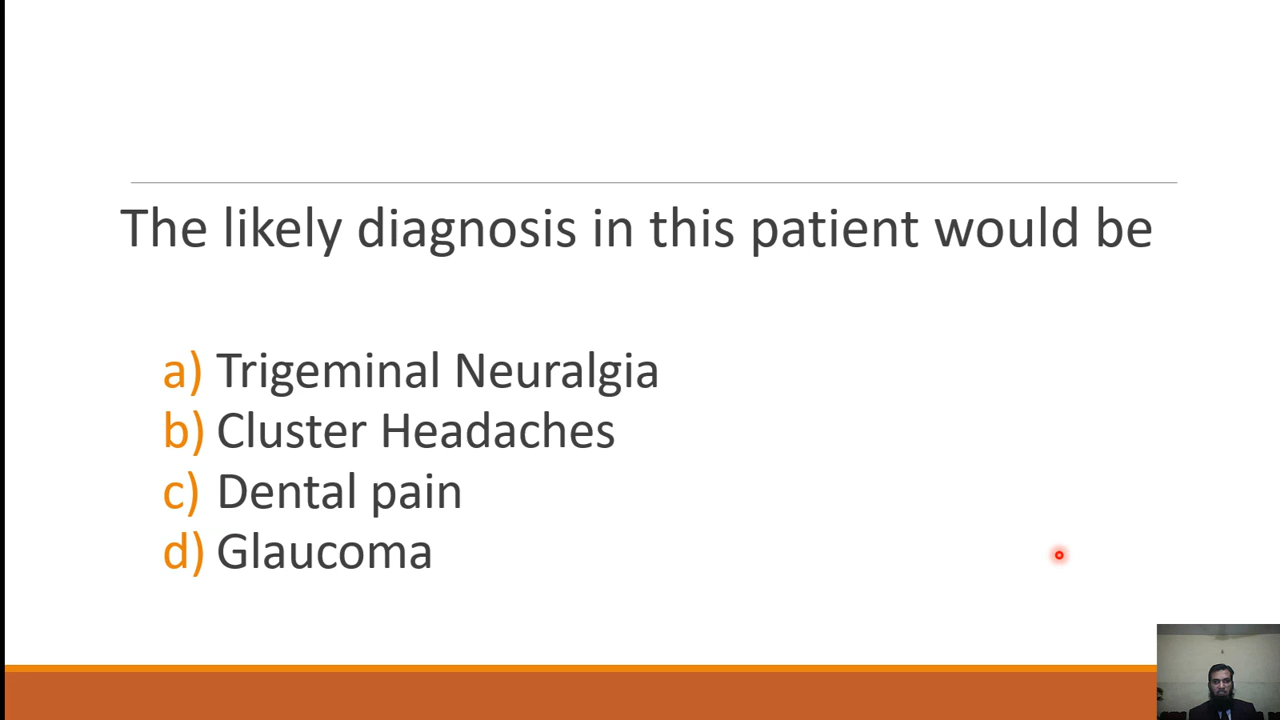 The likely diagnosis in this patient would be
a) Trigeminal Neuralgia
b) Cluster Headaches
c) Dental pain
d) Glaucoma